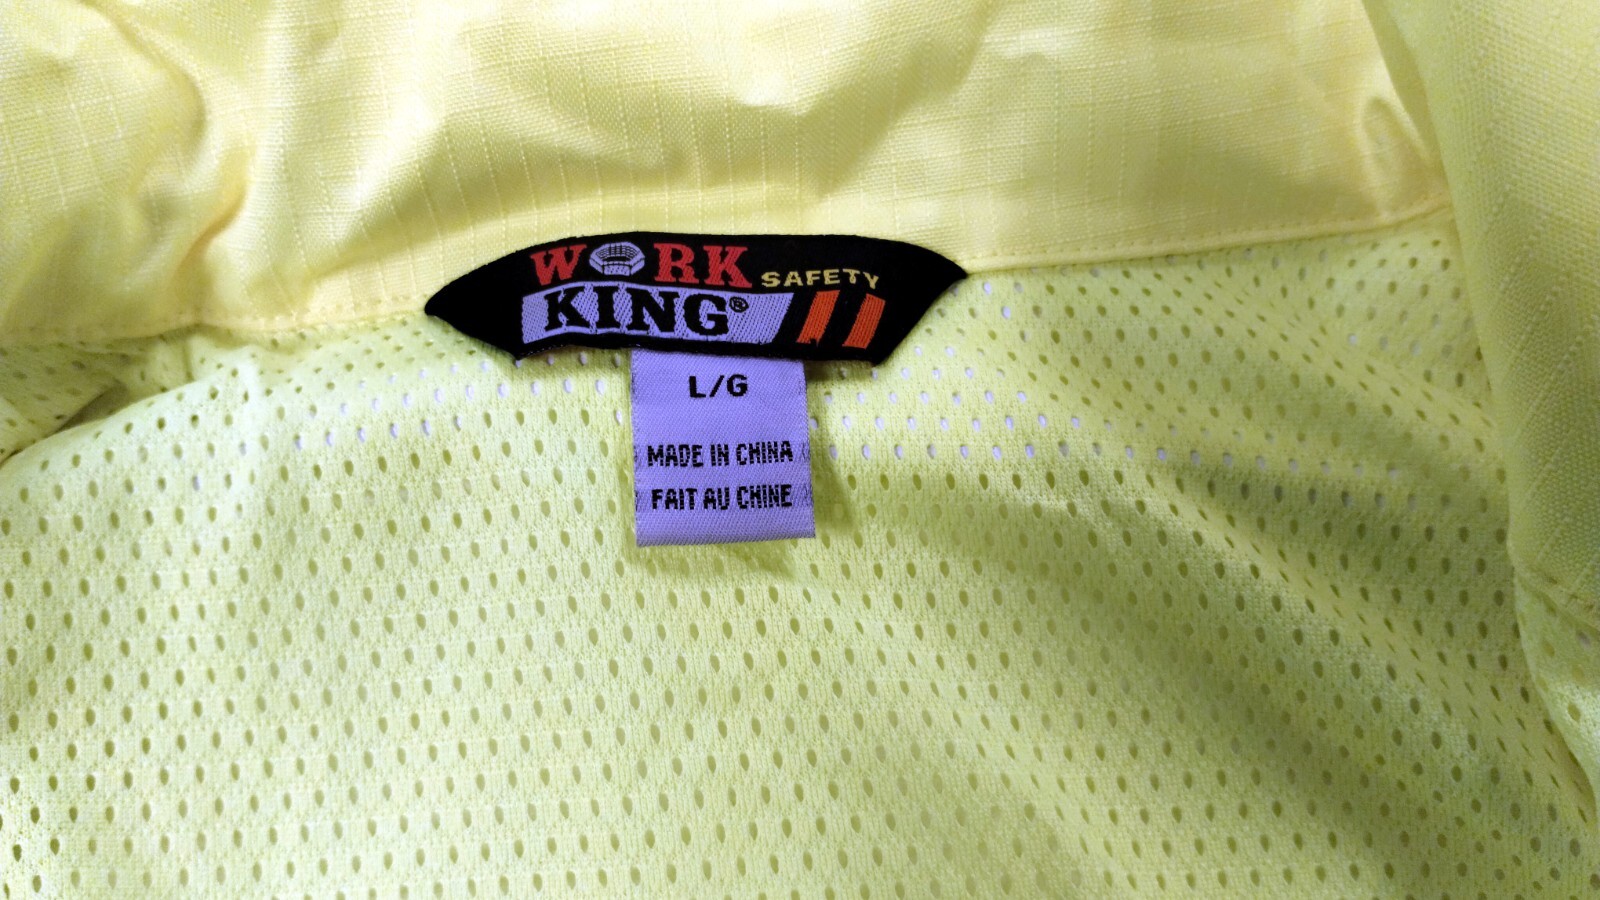 WORK
SAFETY
KING®
L/G
MADE IN CHINA
FAIT AU CHINE